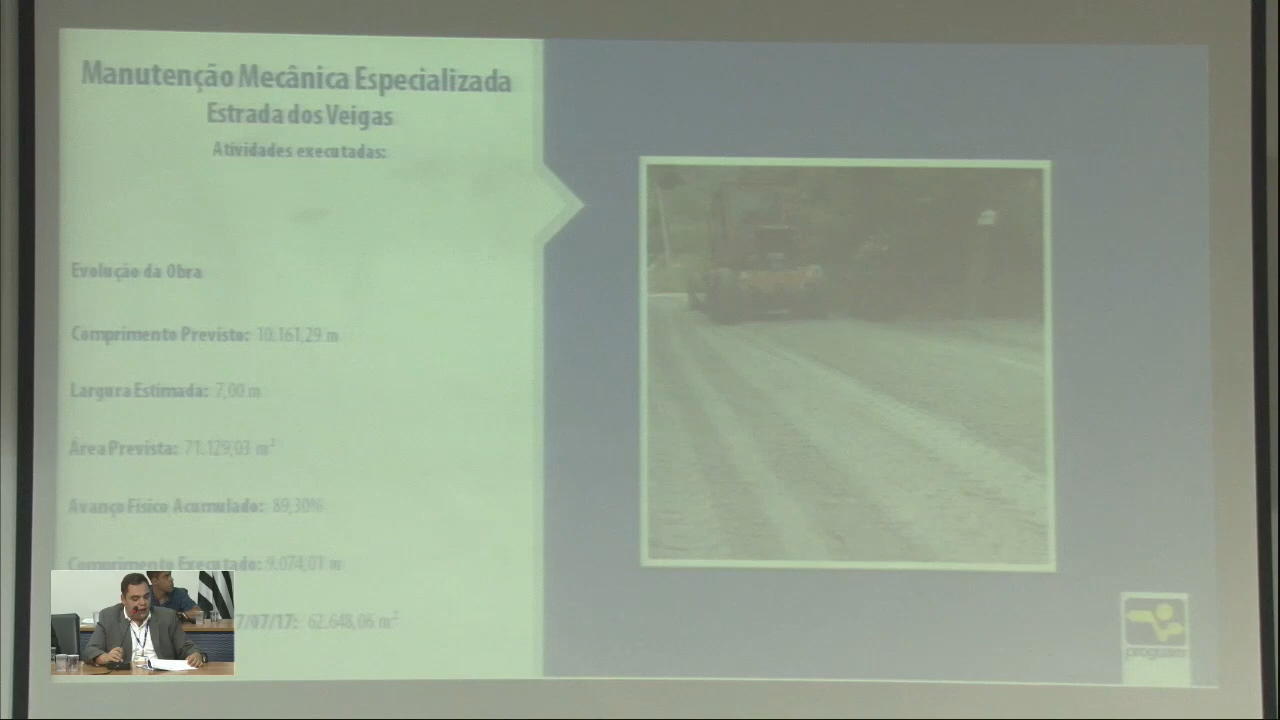 Manutenção Mecânica Especializada
Estrada dos Veigas
Atividades executadas:
Evolução da Obra
Comprimento Previsto: 10.161,29 m
Largura Estimada: 7,00 m
Área Prevista: 71.129,03 m²
Avanço Físico Acumulado: 89,30%
Comprimento Executado: 9.074,01 m
7/07/17: 62.648,06 m²
proguaru